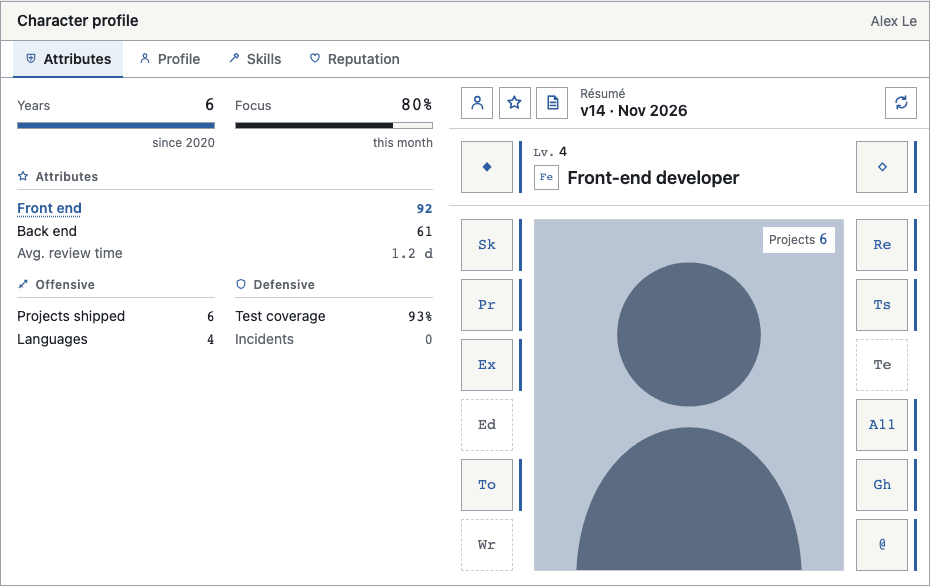 Character profile
Alex Le
Attributes
Profile
Skills
Reputation
Years 6
since 2020
Focus 80%
this month
Attributes
Front end 92
Back end 61
Avg. review time 1.2 d
Offensive
Projects shipped 6
Languages 4
Defensive
Test coverage 93%
Incidents 0
Résumé
v14 · Nov 2026
Lv. 4
Fe Front-end developer
Sk
Pr
Ex
Ed
To
Wr
Projects 6
Re
Ts
Te
All
Gh
@